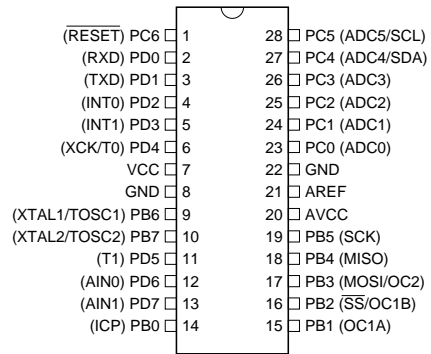 (RESET) PC6 1 28 PC5 (ADC5/SCL)
(RXD) PD0 2 27 PC4 (ADC4/SDA)
(TXD) PD1 3 26 PC3 (ADC3)
(INT0) PD2 4 25 PC2 (ADC2)
(INT1) PD3 5 24 PC1 (ADC1)
(XCK/T0) PD4 6 23 PC0 (ADC0)
VCC 7 22 GND
GND 8 21 AREF
(XTAL1/TOSC1) PB6 9 20 AVCC
(XTAL2/TOSC2) PB7 10 19 PB5 (SCK)
(T1) PD5 11 18 PB4 (MISO)
(AIN0) PD6 12 17 PB3 (MOSI/OC2)
(AIN1) PD7 13 16 PB2 (SS/OC1B)
(ICP) PB0 14 15 PB1 (OC1A)